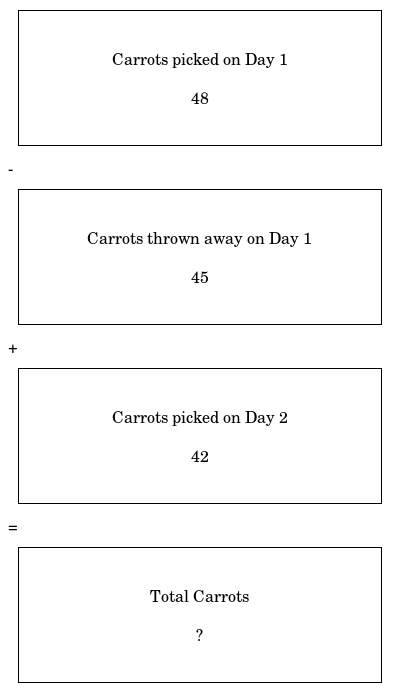 Carrots picked on Day 1
48
-
Carrots thrown away on Day 1
45
+
Carrots picked on Day 2
42
=
Total Carrots
?